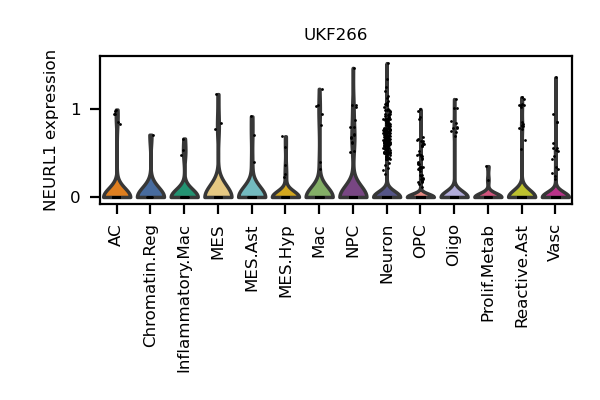 UKF266
NEURL1 expression
1
0
AC
Chromatin.Reg
Inflammatory.Mac
MES
MES.Ast
MES.Hyp
Mac
NPC
Neuron
OPC
Oligo
Prolif.Metab
Reactive.Ast
Vasc